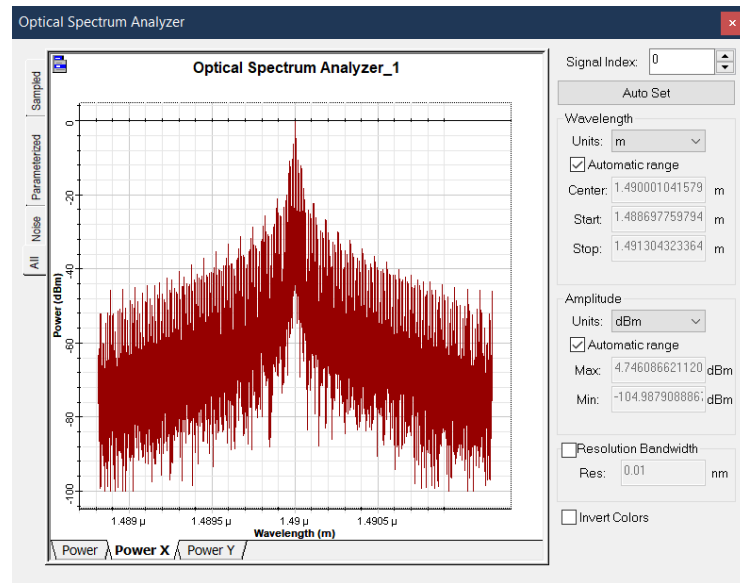 Optical Spectrum Analyzer
×
Signal Index: 0
Auto Set
Wavelength
Units: m
Automatic range
Center: 1.490001041579 m
Start: 1.488697759794 m
Stop: 1.491304323364 m
Amplitude
Units: dBm
Automatic range
Max: 4.746086621120 dBm
Min: -104.987908886 dBm
Resolution Bandwidth
Res: 0.01 nm
Invert Colors
Sampled
Parameterized
Noise
All
Optical Spectrum Analyzer_1
Power (dBm)
0
-20
-40
-60
-80
-100
1.489 µ 1.4895 µ 1.49 µ 1.4905 µ
Wavelength (m)
Power Power X Power Y